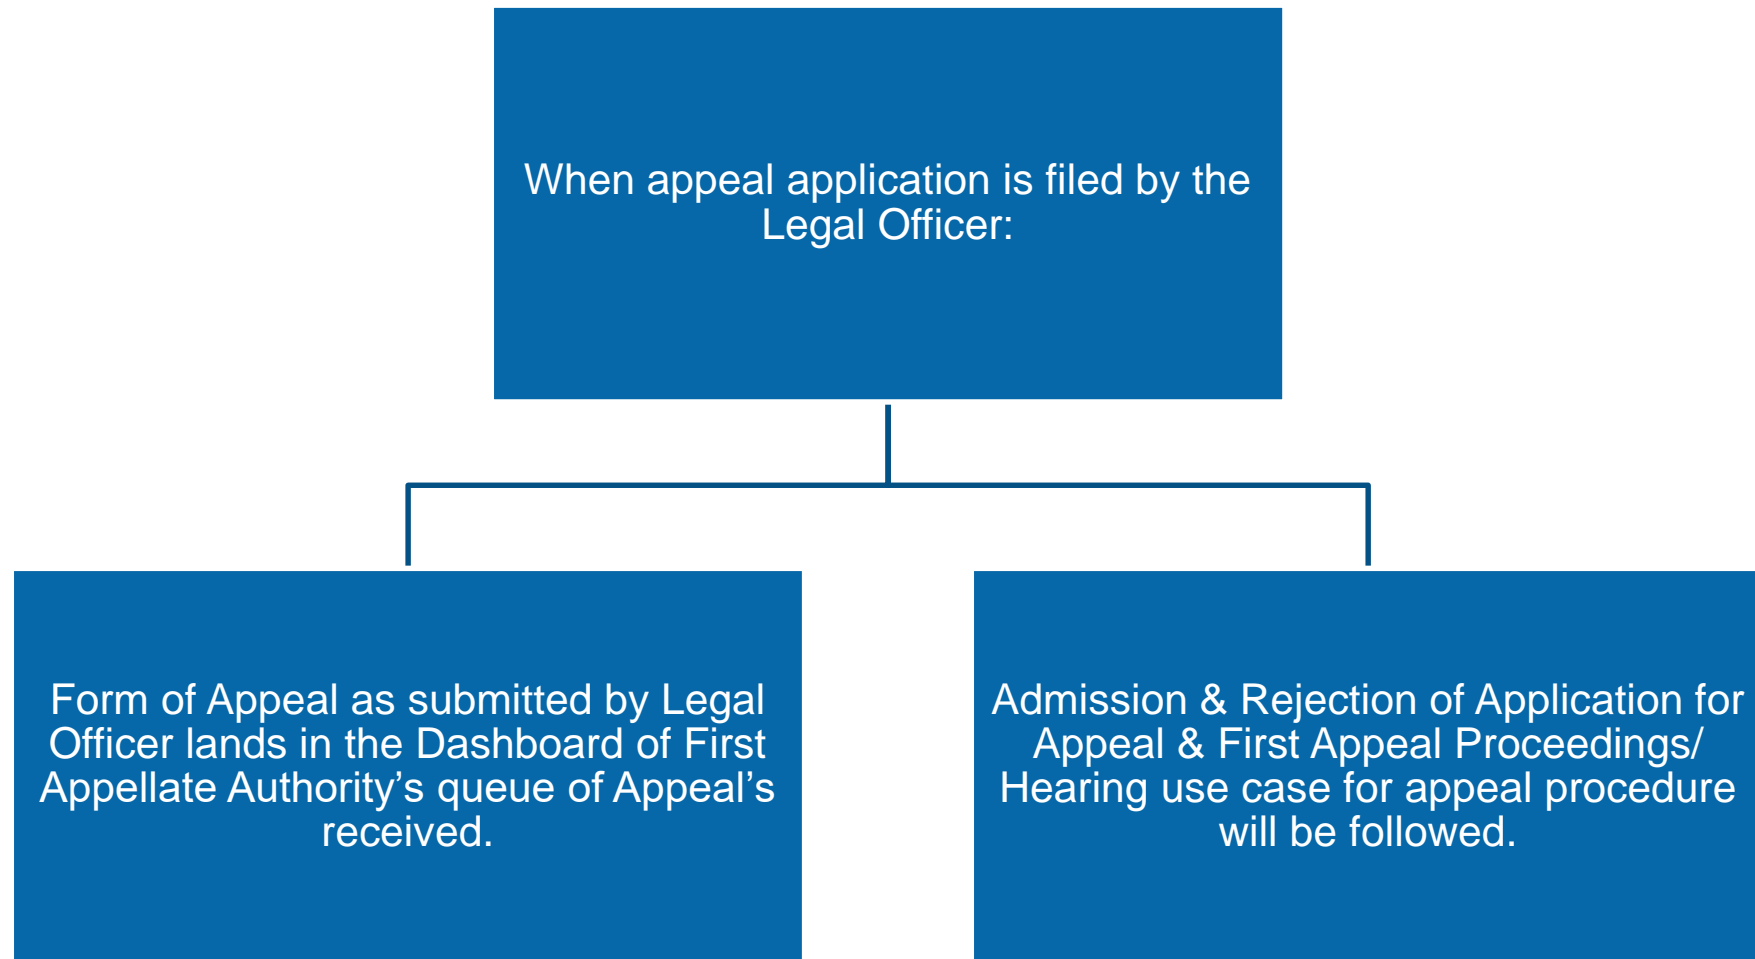 When appeal application is filed by the
Legal Officer:
Form of Appeal as submitted by Legal
Officer lands in the Dashboard of First
Appellate Authority’s queue of Appeal’s
received.
Admission & Rejection of Application for
Appeal & First Appeal Proceedings/
Hearing use case for appeal procedure
will be followed.